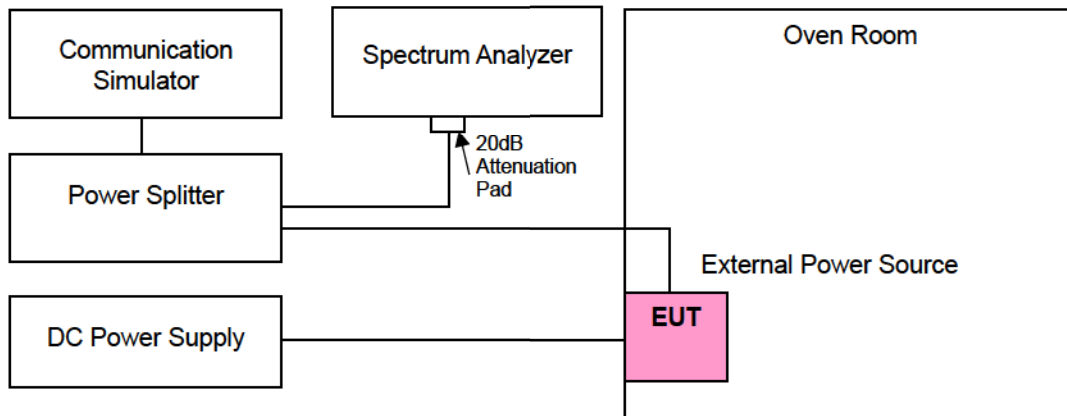 Communication
Simulator
Spectrum Analyzer
Oven Room
20dB
Attenuation
Pad
Power Splitter
External Power Source
EUT
DC Power Supply